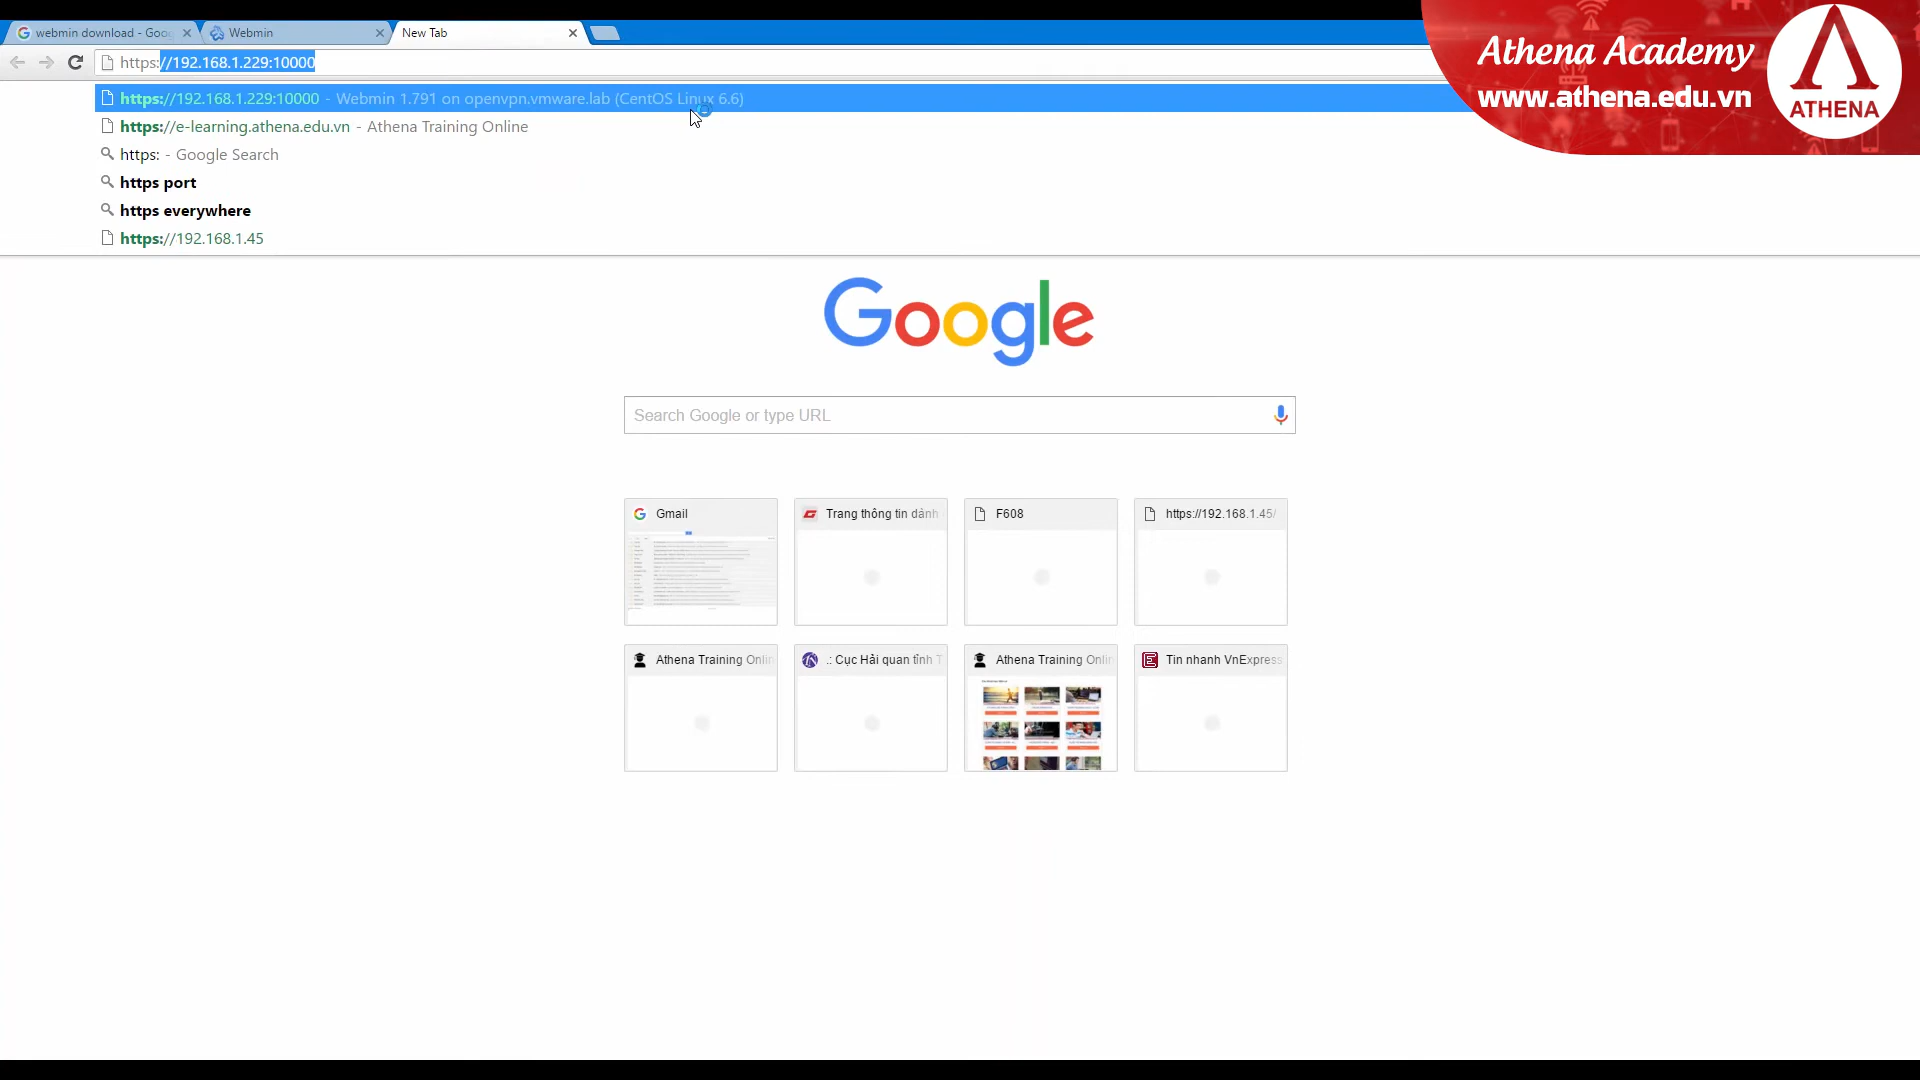 webmin download - Goo
Webmin
New Tab
https://192.168.1.229:10000
https://192.168.1.229:10000 - Webmin 1.791 on openvpn.vmware.lab (CentOS Linux 6.6)
https://e-learning.athena.edu.vn - Athena Training Online
https: - Google Search
https port
https everywhere
https://192.168.1.45
Athena Academy
www.athena.edu.vn
ATHENA
Google
Search Google or type URL
Gmail
Trang thông tin dành
F608
https://192.168.1.45/
Athena Training Onlin
.: Cục Hải quan tỉnh T
Athena Training Onlin
Tin nhanh VnExpress